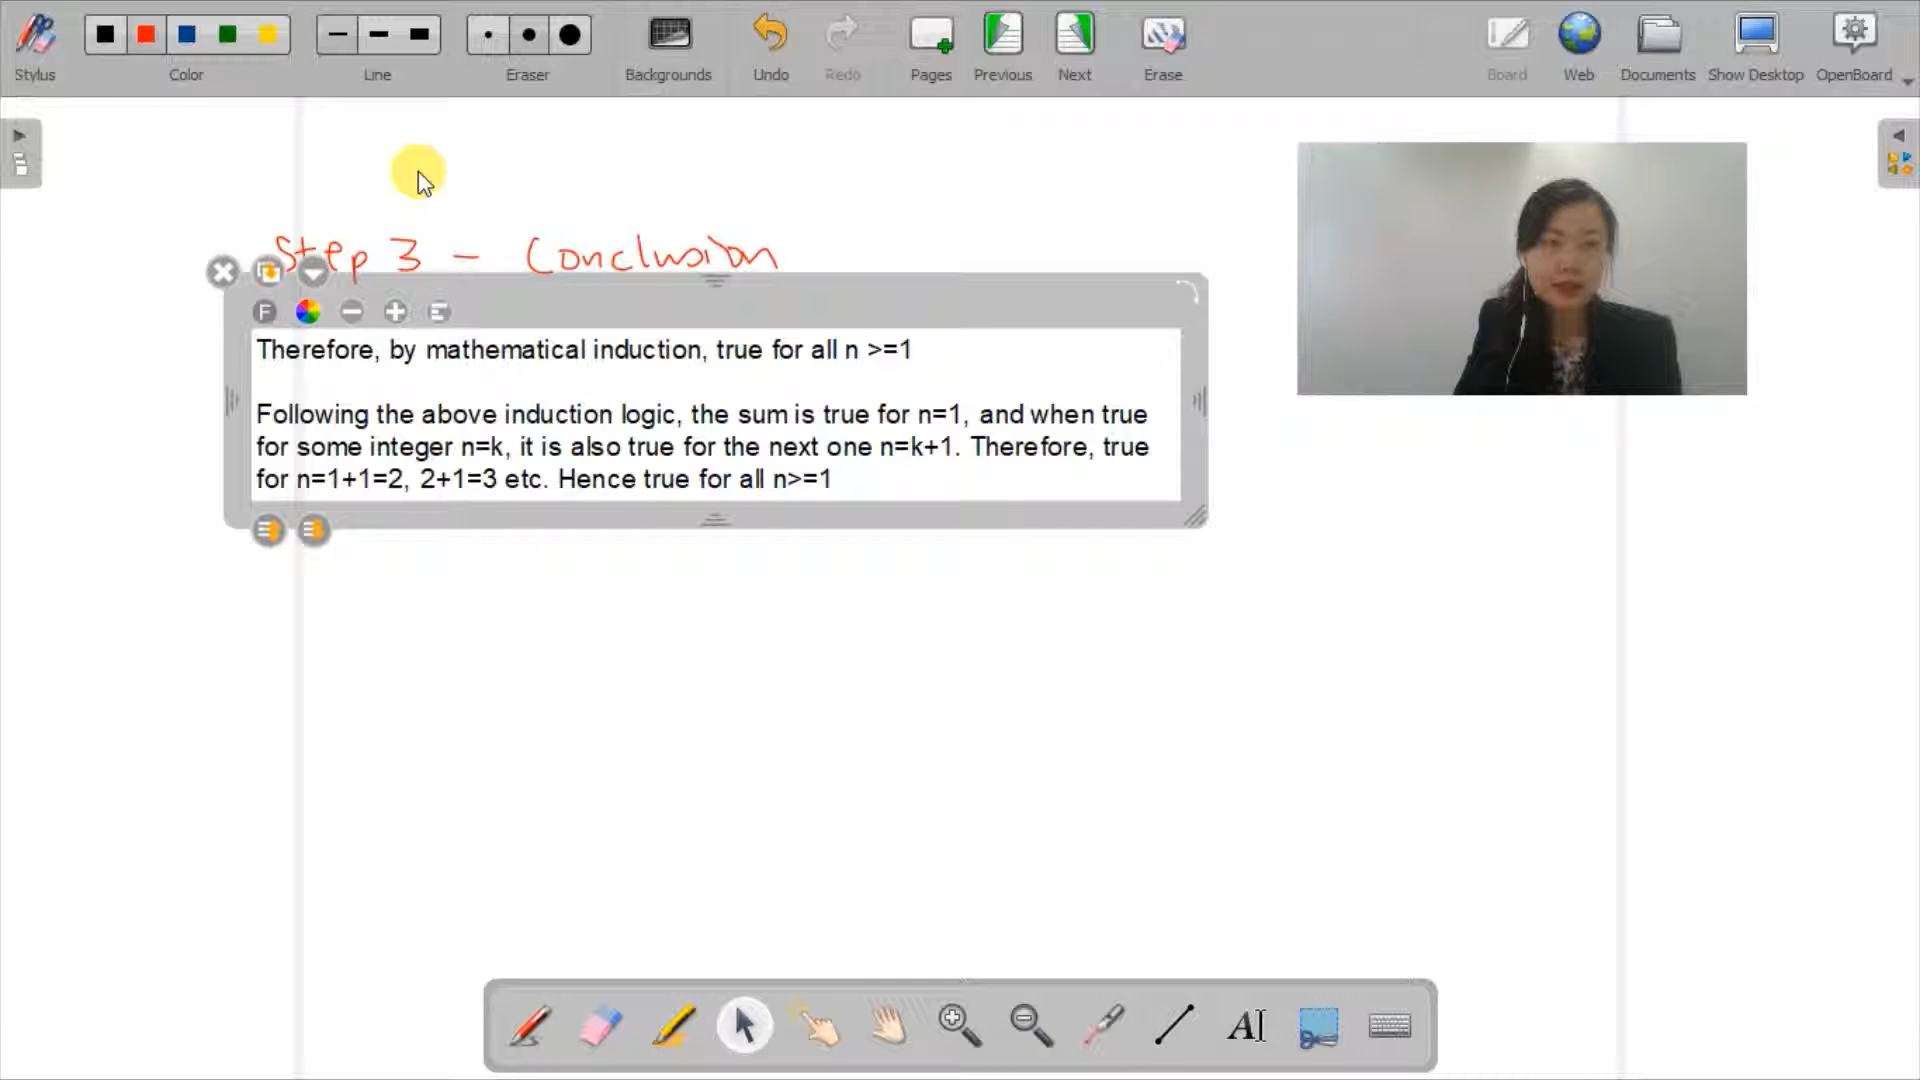 Stylus
Color
Line
Eraser
Backgrounds
Undo
Redo
Pages
Previous
Next
Erase
Board
Web
Documents
Show Desktop
OpenBoard
Step 3 - Conclusion
F
Therefore, by mathematical induction, true for all n >=1
Following the above induction logic, the sum is true for n=1, and when true
for some integer n=k, it is also true for the next one n=k+1. Therefore, true
for n=1+1=2, 2+1=3 etc. Hence true for all n>=1
A